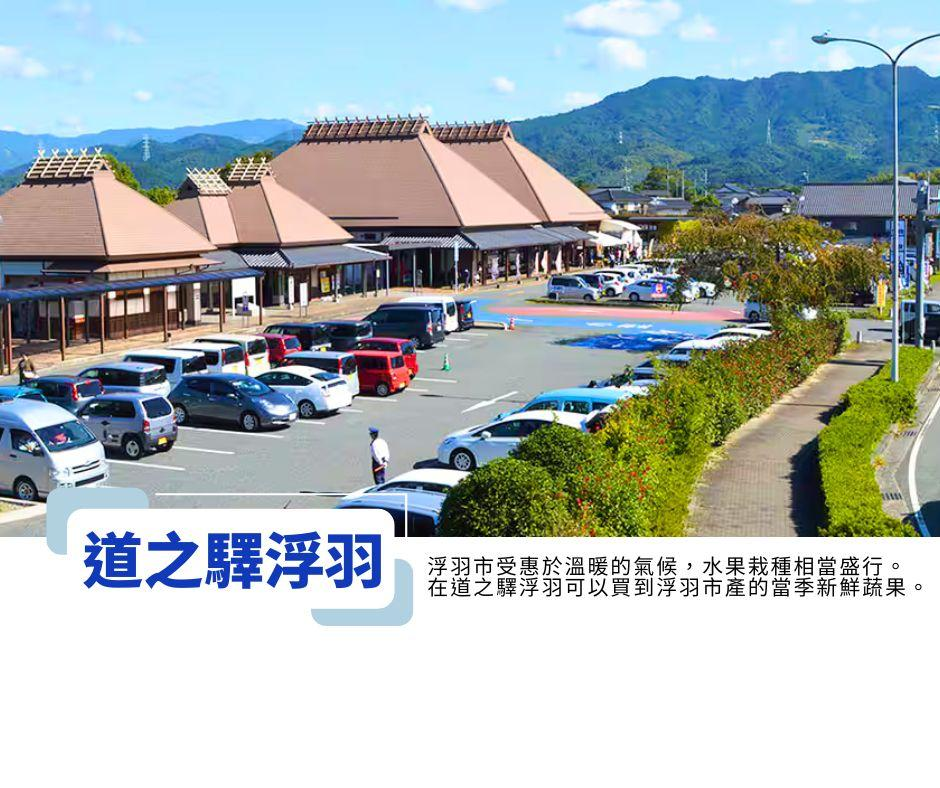 道之驛浮羽
浮羽市受惠於溫暖的氣候，水果栽種相當盛行。
在道之驛浮羽可以買到浮羽市產的當季新鮮蔬果。